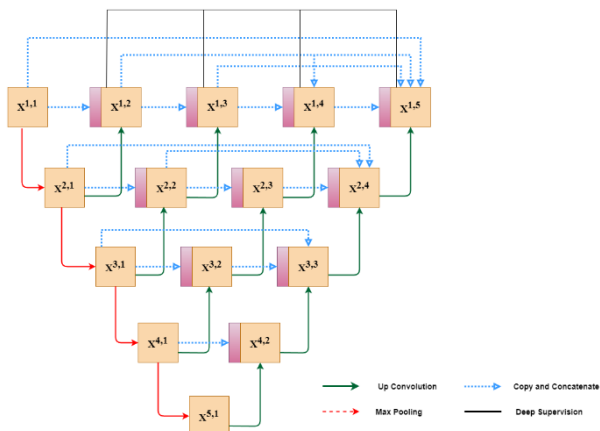 X1,1 X1,2 X1,3 X1,4 X1,5
X2,1 X2,2 X2,3 X2,4
X3,1 X3,2 X3,3
X4,1 X4,2
X5,1
Up Convolution Copy and Concatenate
Max Pooling Deep Supervision